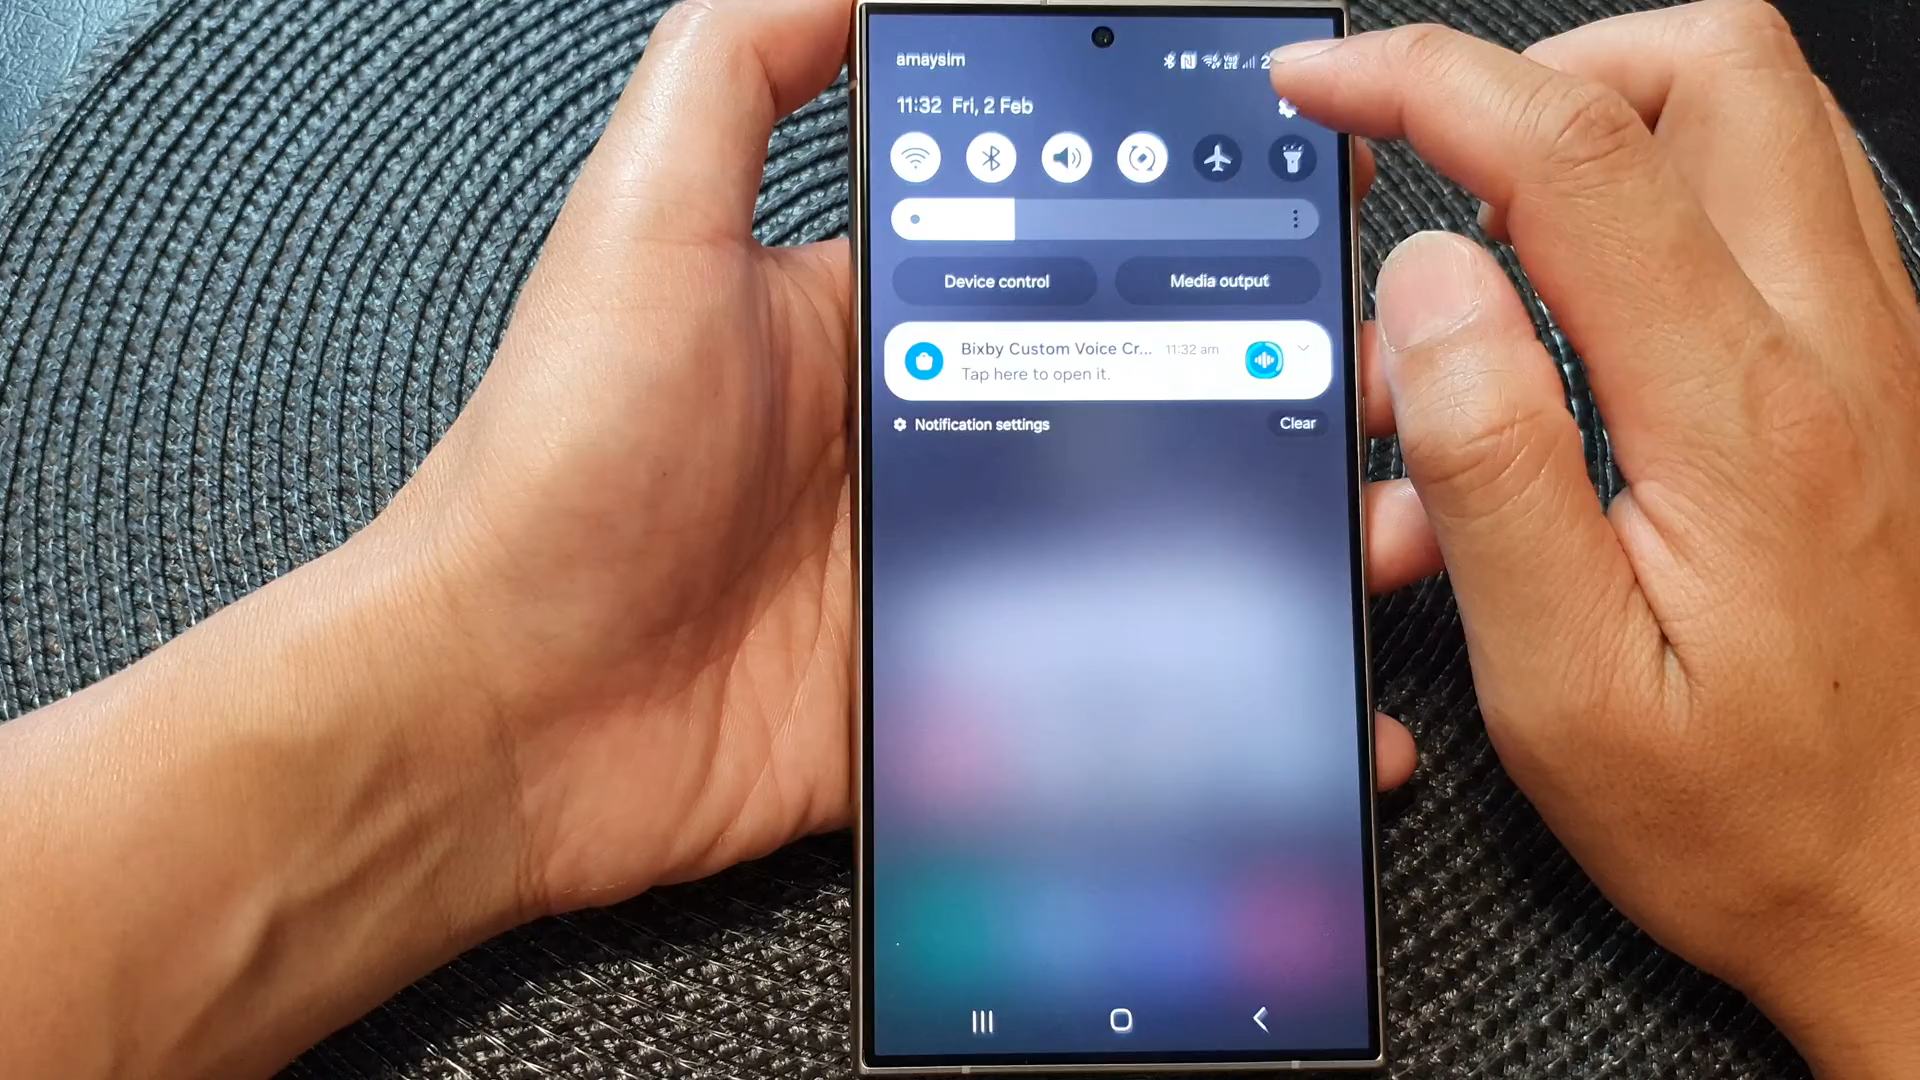 amaysim
11:32 Fri, 2 Feb
Device control
Media output
Bixby Custom Voice Cr... 11:32 am
Tap here to open it.
Notification settings
Clear